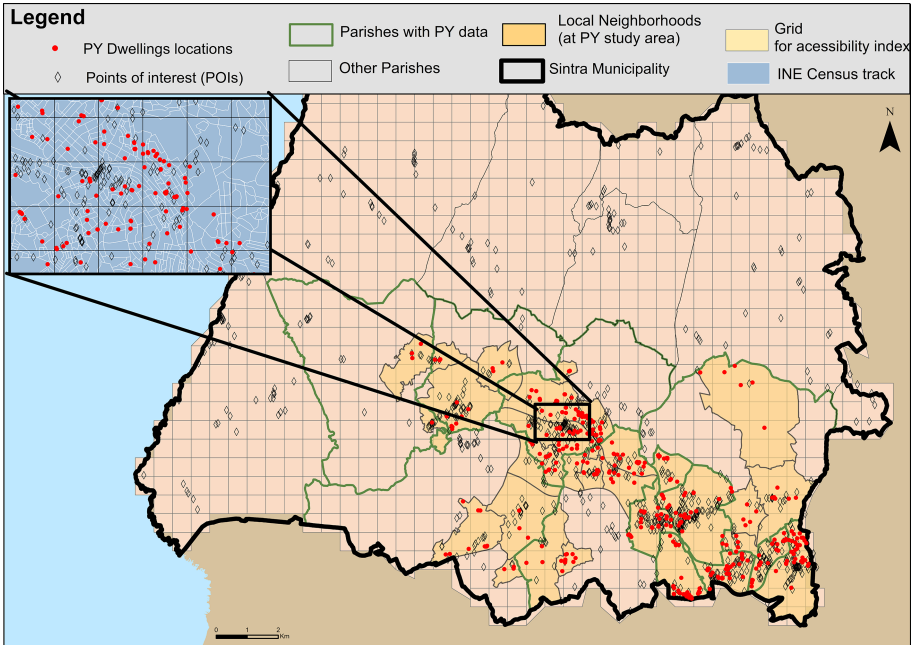 Legend
PY Dwellings locations
Points of interest (POIs)
Parishes with PY data
Other Parishes
Local Neighborhoods
(at PY study area)
Sintra Municipality
Grid
for acessibility index
INE Census track
N
0 1 2
Km